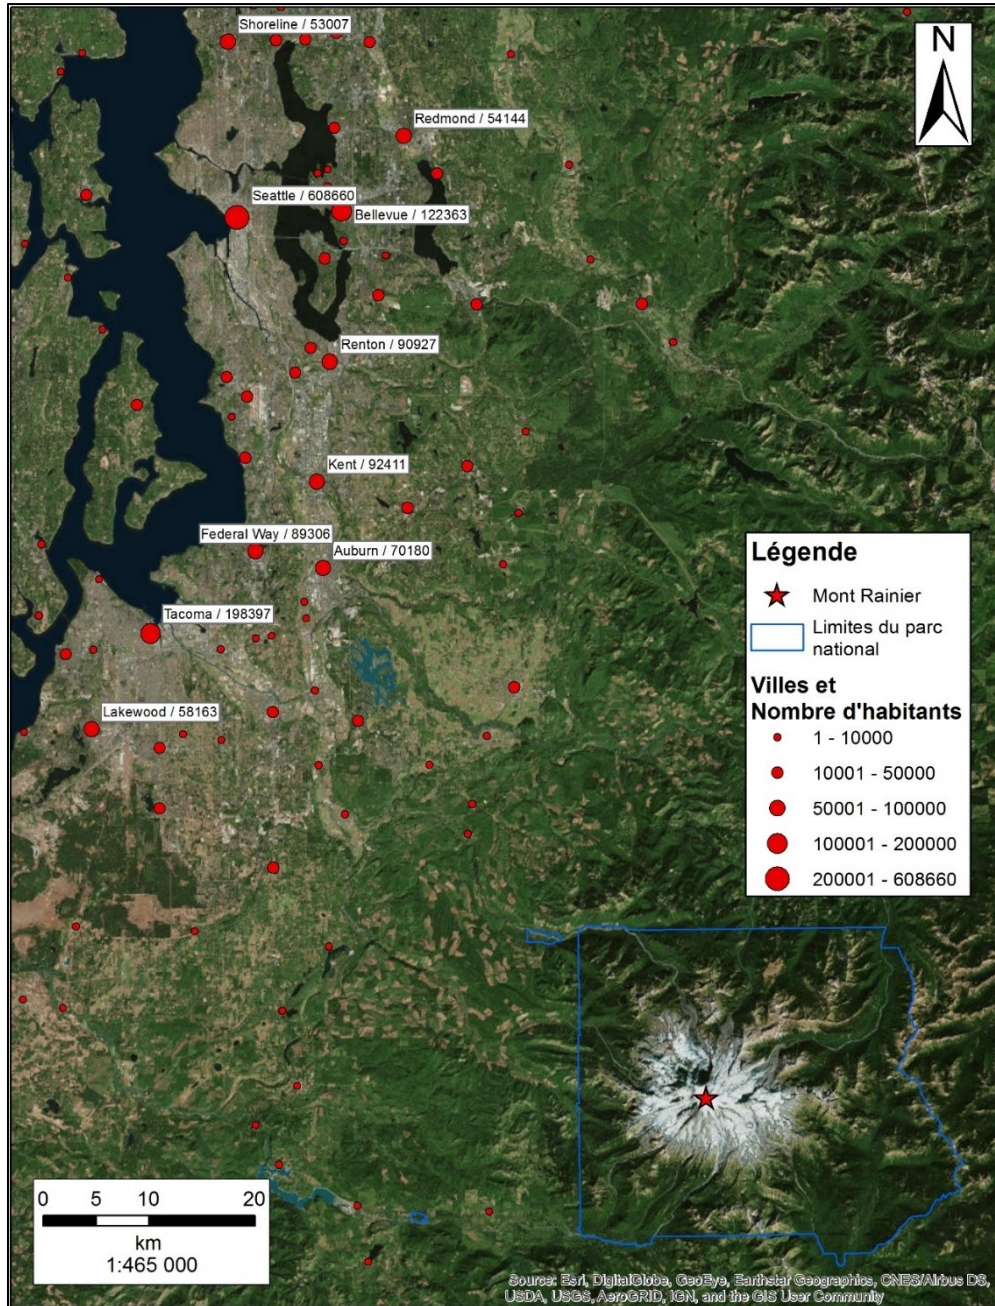 Shoreline / 53007
N
Redmond / 54144
Seattle / 608660
Bellevue / 122363
Renton / 90927
Kent / 92411
Federal Way / 89306
Auburn / 70180
Tacoma / 198397
Lakewood / 58163
Légende
Mont Rainier
Limites du parc
national
Villes et
Nombre d'habitants
1 - 10000
10001 - 50000
50001 - 100000
100001 - 200000
200001 - 608660
0 5 10 20
km
1:465 000
Source: Esri, DigitalGlobe, GeoEye, Earthstar Geographics, CNES/Airbus DS,
USDA, USGS, AeroGRID, IGN, and the GIS User Community